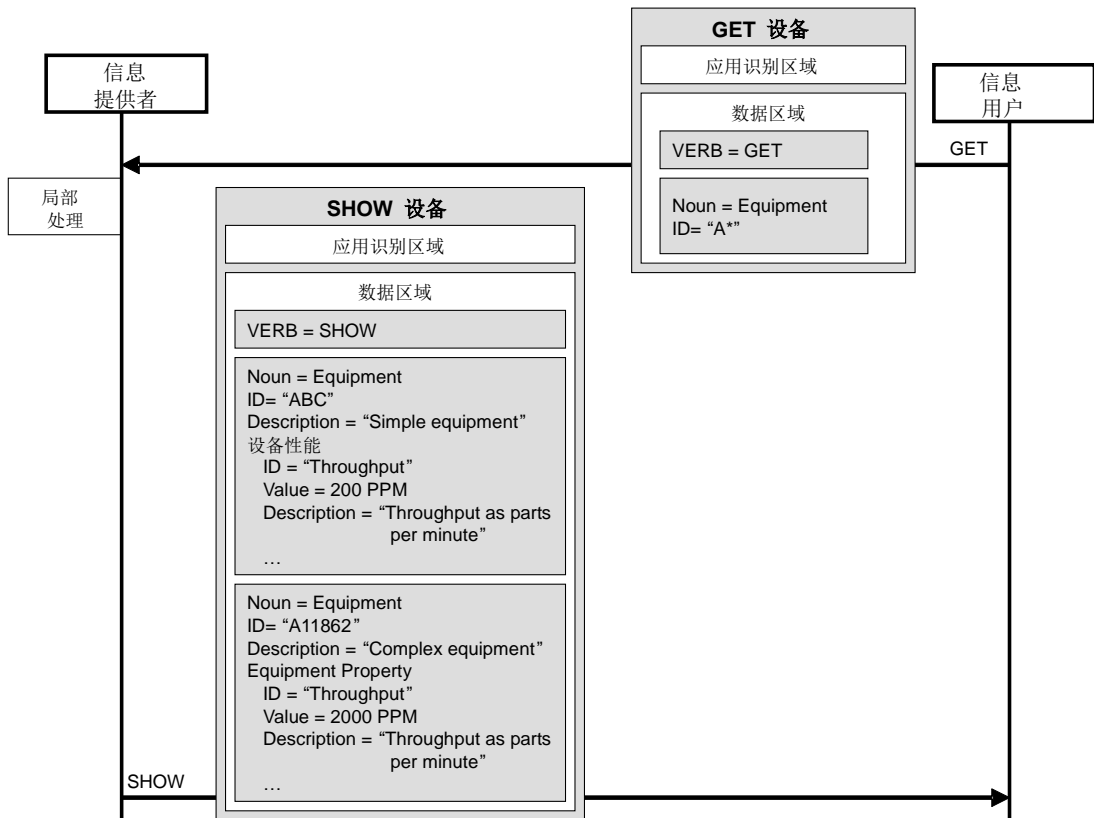 GET 设备
应用识别区域
数据区域
VERB = GET
Noun = Equipment
ID= “A*”
信息
提供者
信息
用户
GET
局部
处理
SHOW 设备
应用识别区域
数据区域
VERB = SHOW
Noun = Equipment
ID= “ABC”
Description = “Simple equipment”
设备性能
ID = “Throughput”
Value = 200 PPM
Description = “Throughput as parts
per minute”
…
Noun = Equipment
ID= “A11862”
Description = “Complex equipment”
Equipment Property
ID = “Throughput”
Value = 2000 PPM
Description = “Throughput as parts
per minute”
…
SHOW